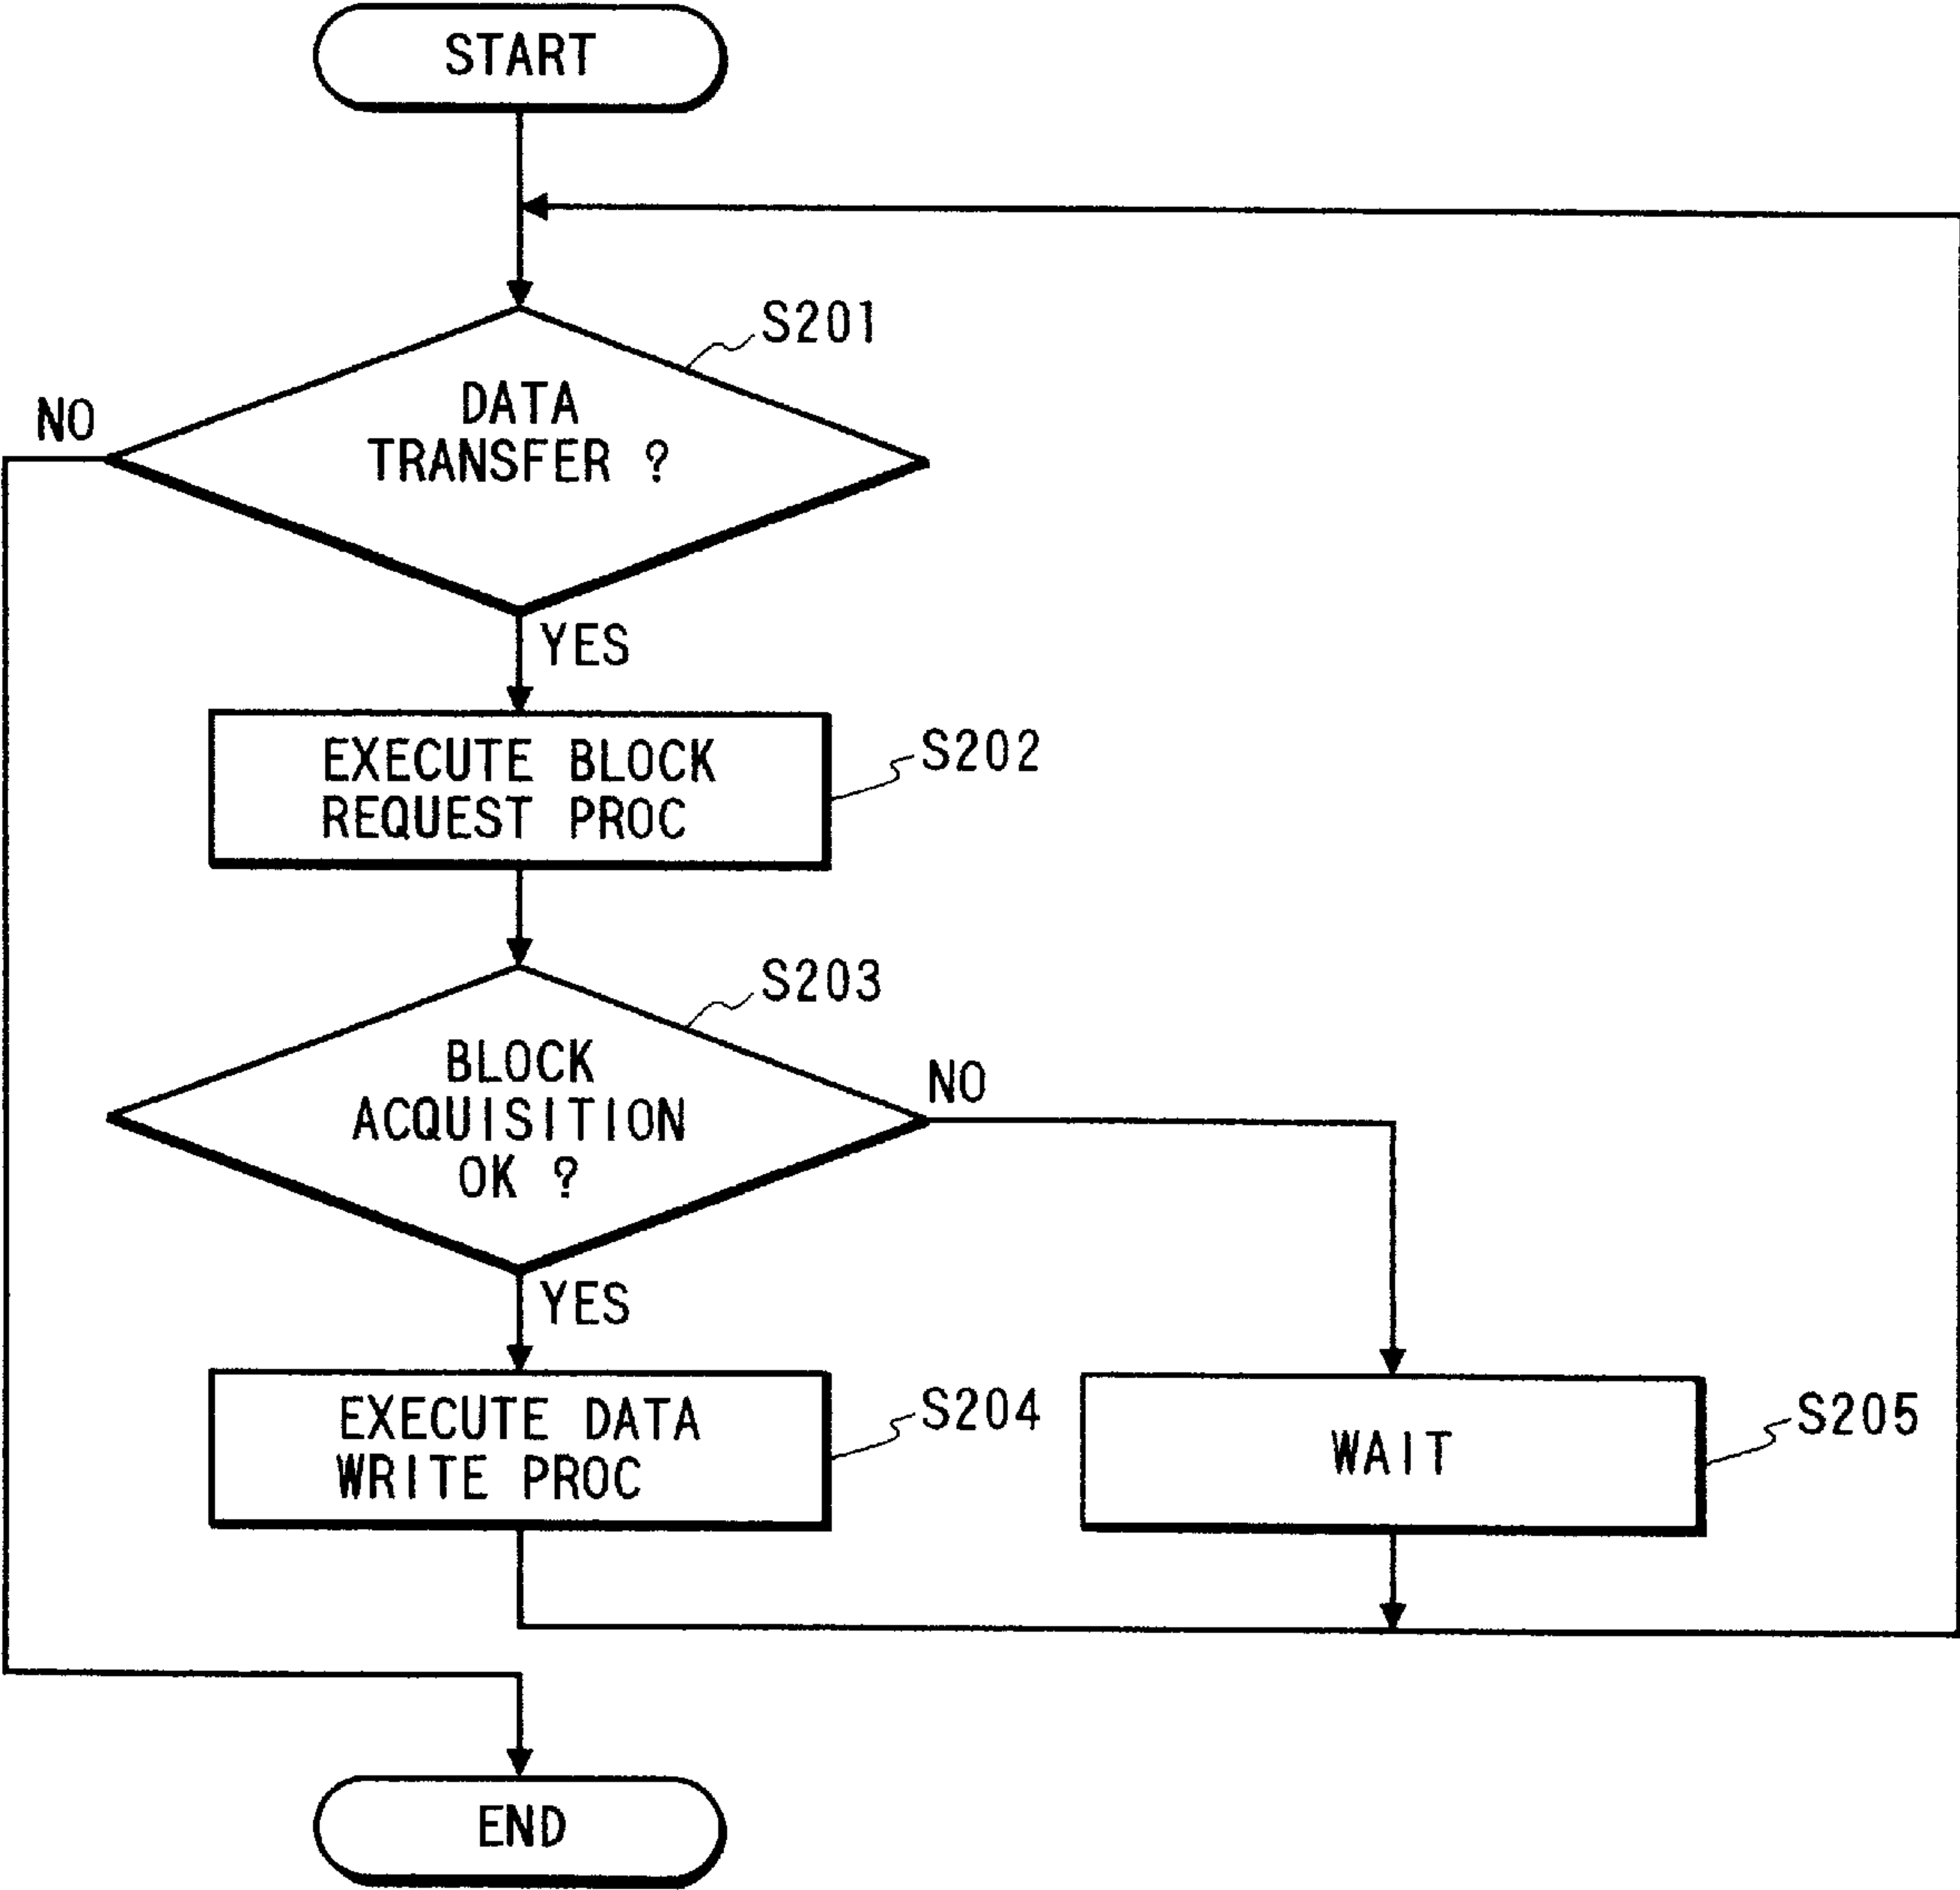 START
S201
NO
DATA
TRANSFER ?
YES
EXECUTE BLOCK
REQUEST PROC
S202
S203
BLOCK
ACQUISITION
OK ?
NO
YES
EXECUTE DATA
WRITE PROC
S204
WAIT
S205
END